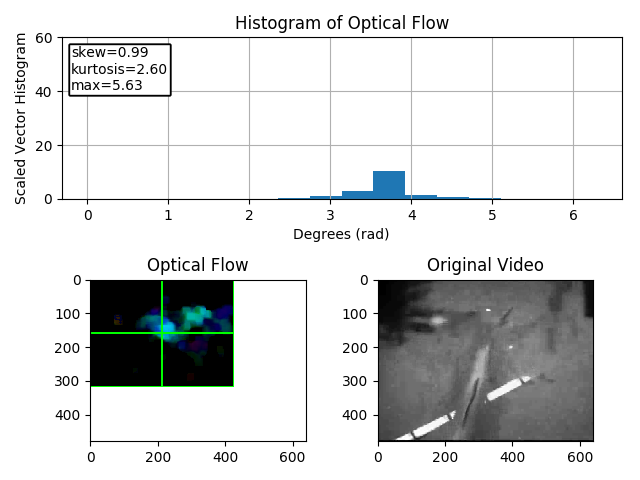 Histogram of Optical Flow
Scaled Vector Histogram
60
40
20
0
skew=0.99
kurtosis=2.60
max=5.63
0 1 2 3 4 5 6
Degrees (rad)
Optical Flow
0
100
200
300
400
0 200 400 600
Original Video
0
100
200
300
400
0 200 400 600